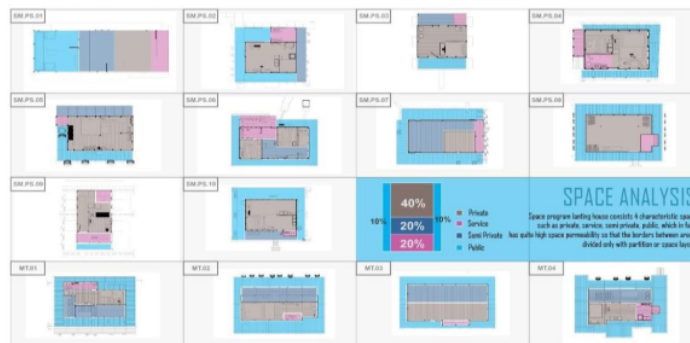 SM.PS.01
SM.PS.02
SM.PS.03
SM.PS.04
SM.PS.05
SM.PS.06
SM.PS.07
SM.PS.08
SM.PS.09
SM.PS.10
40%
10%
10%
20%
20%
Private
Service
Semi Private
Public
SPACE ANALYSIS
Space program lanting house consists 4 characteristic
such as private, service, semi private, public, which in
has quite high space permeability so that the borders between
divided only with partition or space
MT.01
MT.02
MT.03
MT.04